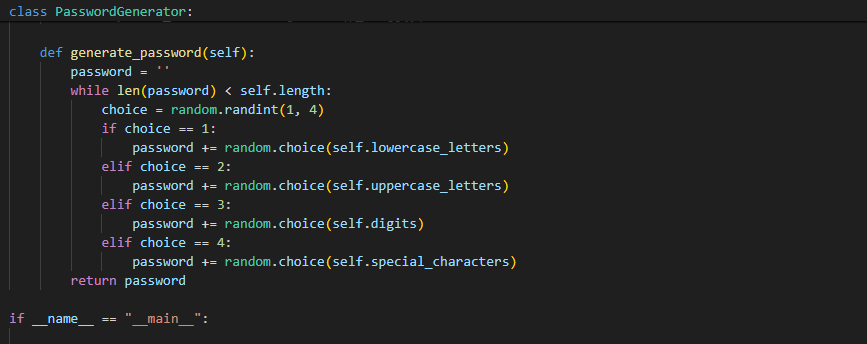 class PasswordGenerator:
    def generate_password(self):
        password = ''
        while len(password) < self.length:
            choice = random.randint(1, 4)
            if choice == 1:
                password += random.choice(self.lowercase_letters)
            elif choice == 2:
                password += random.choice(self.uppercase_letters)
            elif choice == 3:
                password += random.choice(self.digits)
            elif choice == 4:
                password += random.choice(self.special_characters)
        return password
if __name__ == "__main__":